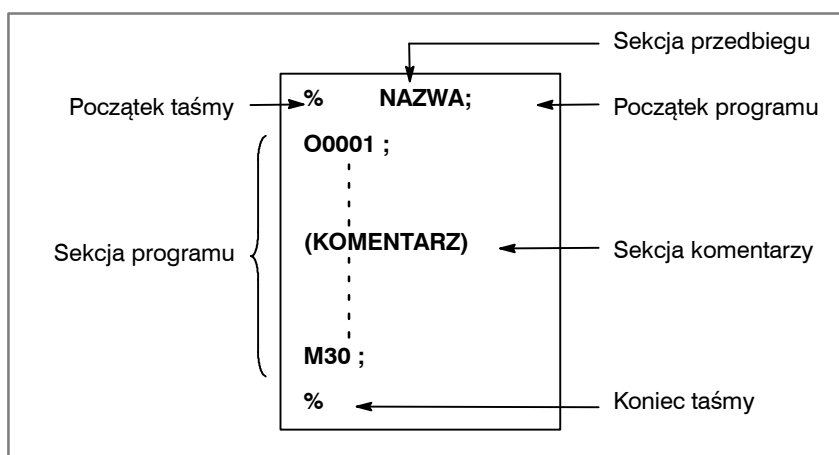 Sekcja przedbiegu
Początek taśmy
% NAZWA;
Początek programu
O0001 ;
Sekcja programu
(KOMENTARZ)
Sekcja komentarzy
M30 ;
%
Koniec taśmy